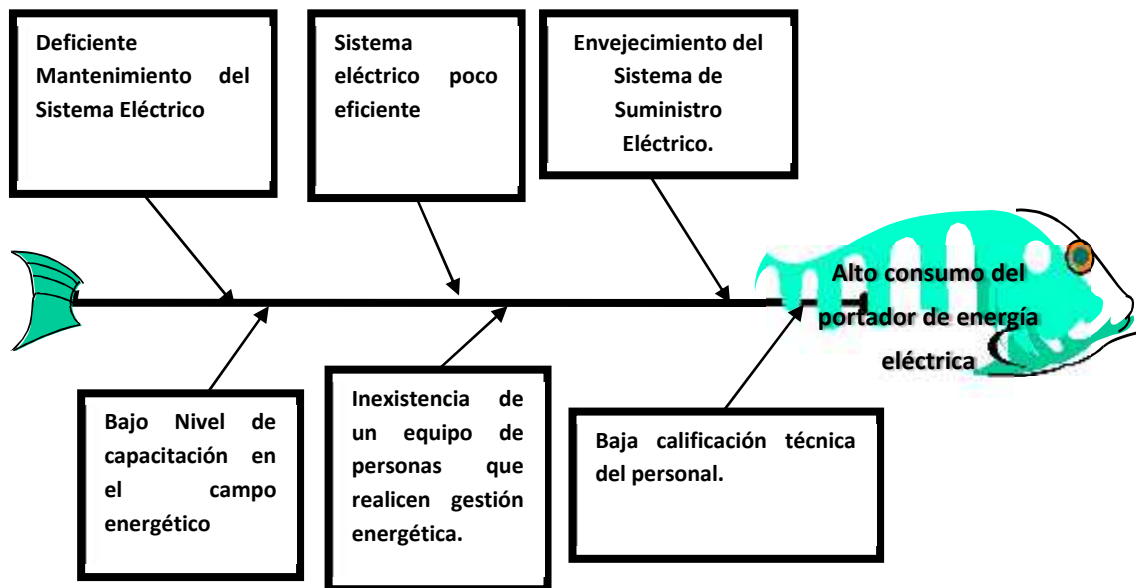 Deficiente
Mantenimiento del
Sistema Eléctrico
Sistema
eléctrico poco
eficiente
Envejecimiento del
Sistema de
Suministro
Eléctrico.
Alto consumo del
portador de energía
eléctrica
Bajo Nivel de
capacitación en
el campo
energético
Inexistencia de
un equipo de
personas que
realicen gestión
energética.
Baja calificación técnica
del personal.